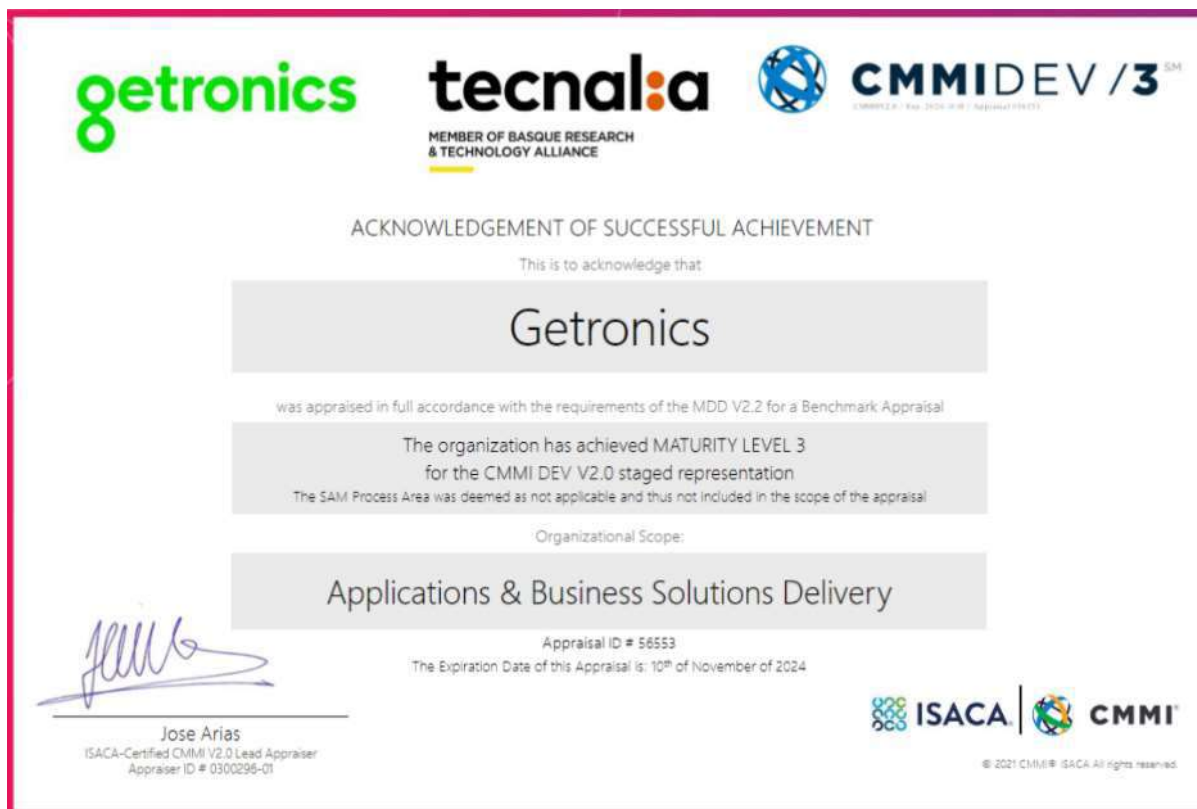 getronics
tecnal:a
MEMBER OF BASQUE RESEARCH
& TECHNOLOGY ALLIANCE
CMMIDEV/3 SM
ACKNOWLEDGEMENT OF SUCCESSFUL ACHIEVEMENT
This is to acknowledge that
Getronics
was appraised in full accordance with the requirements of the MDD V2.2 for a Benchmark Appraisal
The organization has achieved MATURITY LEVEL 3
for the CMMI DEV V2.0 staged representation
The SAM Process Area was deemed as not applicable and thus not included in the scope of the appraisal
Organizational Scope:
Applications & Business Solutions Delivery
Appraisal ID # 56553
The Expiration Date of this Appraisal is: 10th of November of 2024
Jose Arias
ISACA-Certified CMMI V2.0 Lead Appraiser
Appraiser ID # 0300296-01
ISACA.
CMMI®
© 2021 CMMI® ISACA All rights reserved.